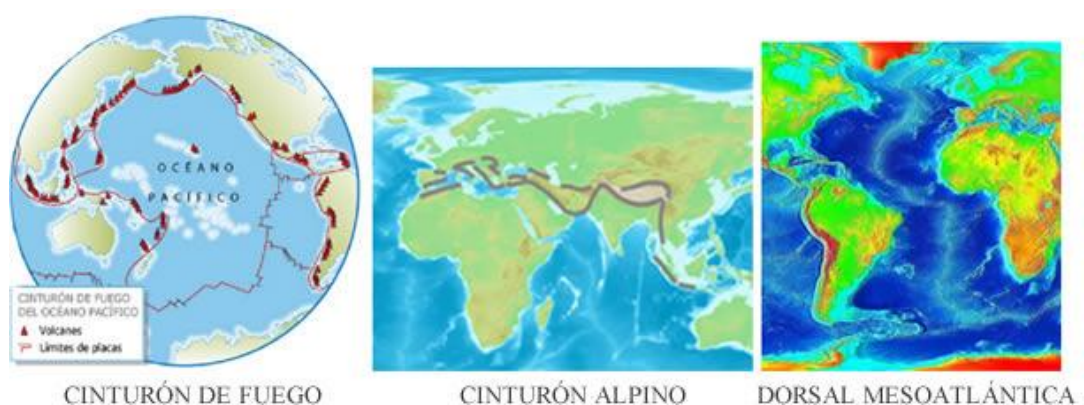 OCÉANO
PACÍFICO
CINTURÓN DE FUEGO
DEL OCÉANO PACÍFICO
Volcanes
Límites de placas
CINTURÓN DE FUEGO
CINTURÓN ALPINO
DORSAL MESOATLÁNTICA